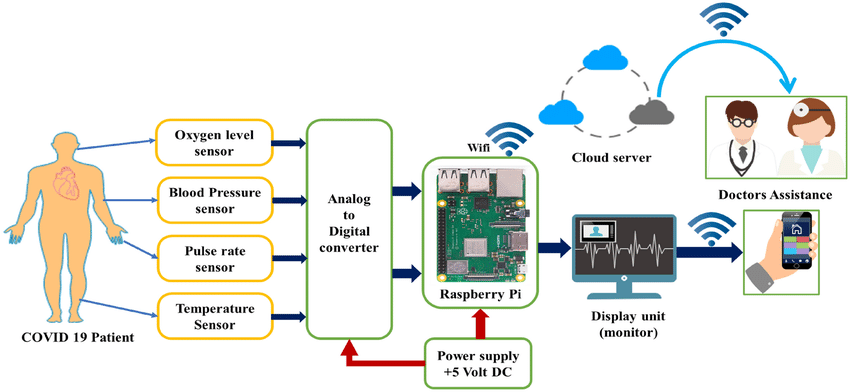 Oxygen level
sensor
Blood Pressure
sensor
Pulse rate
sensor
Temperature
Sensor
COVID 19 Patient
Analog
to
Digital
converter
Wifi
Raspberry Pi
Power supply
+5 Volt DC
Cloud server
Doctors Assistance
Display unit
(monitor)